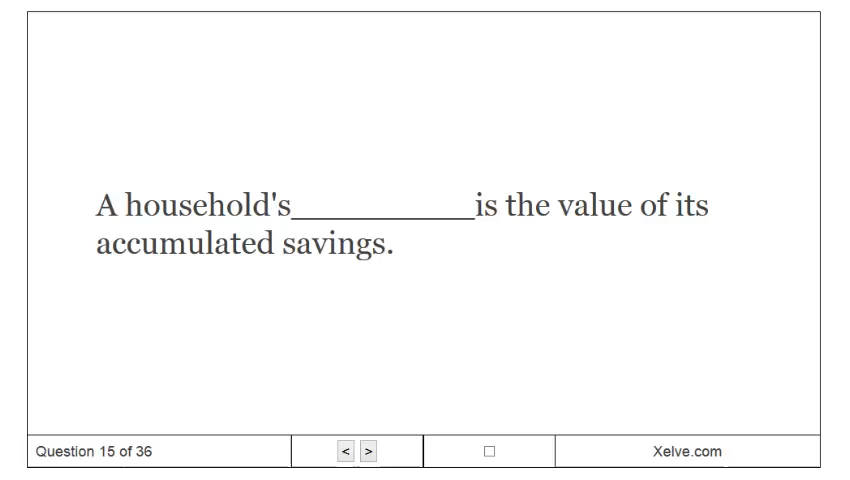 A household's__________is the value of its
accumulated savings.
Question 15 of 36
< >
Xelve.com